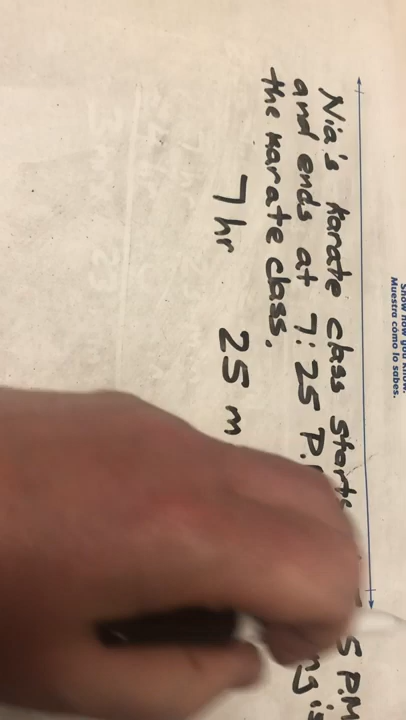 Show how you know.
Muestra cómo lo sabes.
Nia's karate class starts 5 P.M
and ends at 7:25 P.
the karate class.
7 hr 25 m